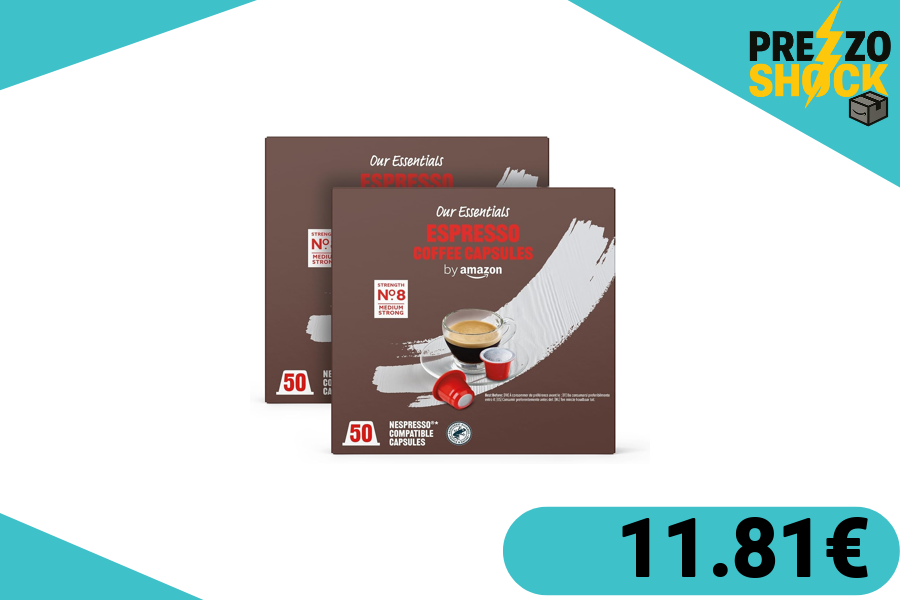 PREZZO
SHOCK
Our Essentials
ESPRESSO
STRENGTH
Nº
MEDIUM
STRONG
50
Our Essentials
ESPRESSO
COFFEE CAPSULES
by amazon
STRENGTH
Nº8
MEDIUM
STRONG
50
NESPRESSO®*
COMPATIBLE
CAPSULES
11.81€